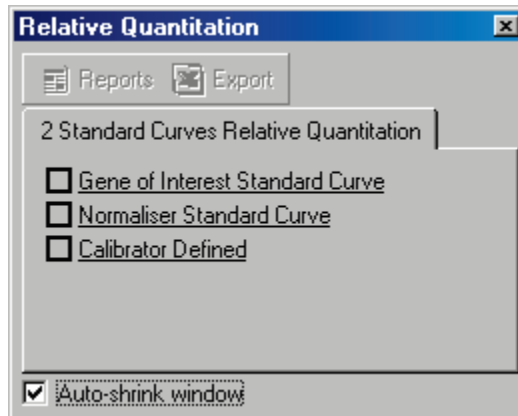 Relative Quantitation
Reports Export
2 Standard Curves Relative Quantitation
Gene of Interest Standard Curve
Normaliser Standard Curve
Calibrator Defined
Auto-shrink window